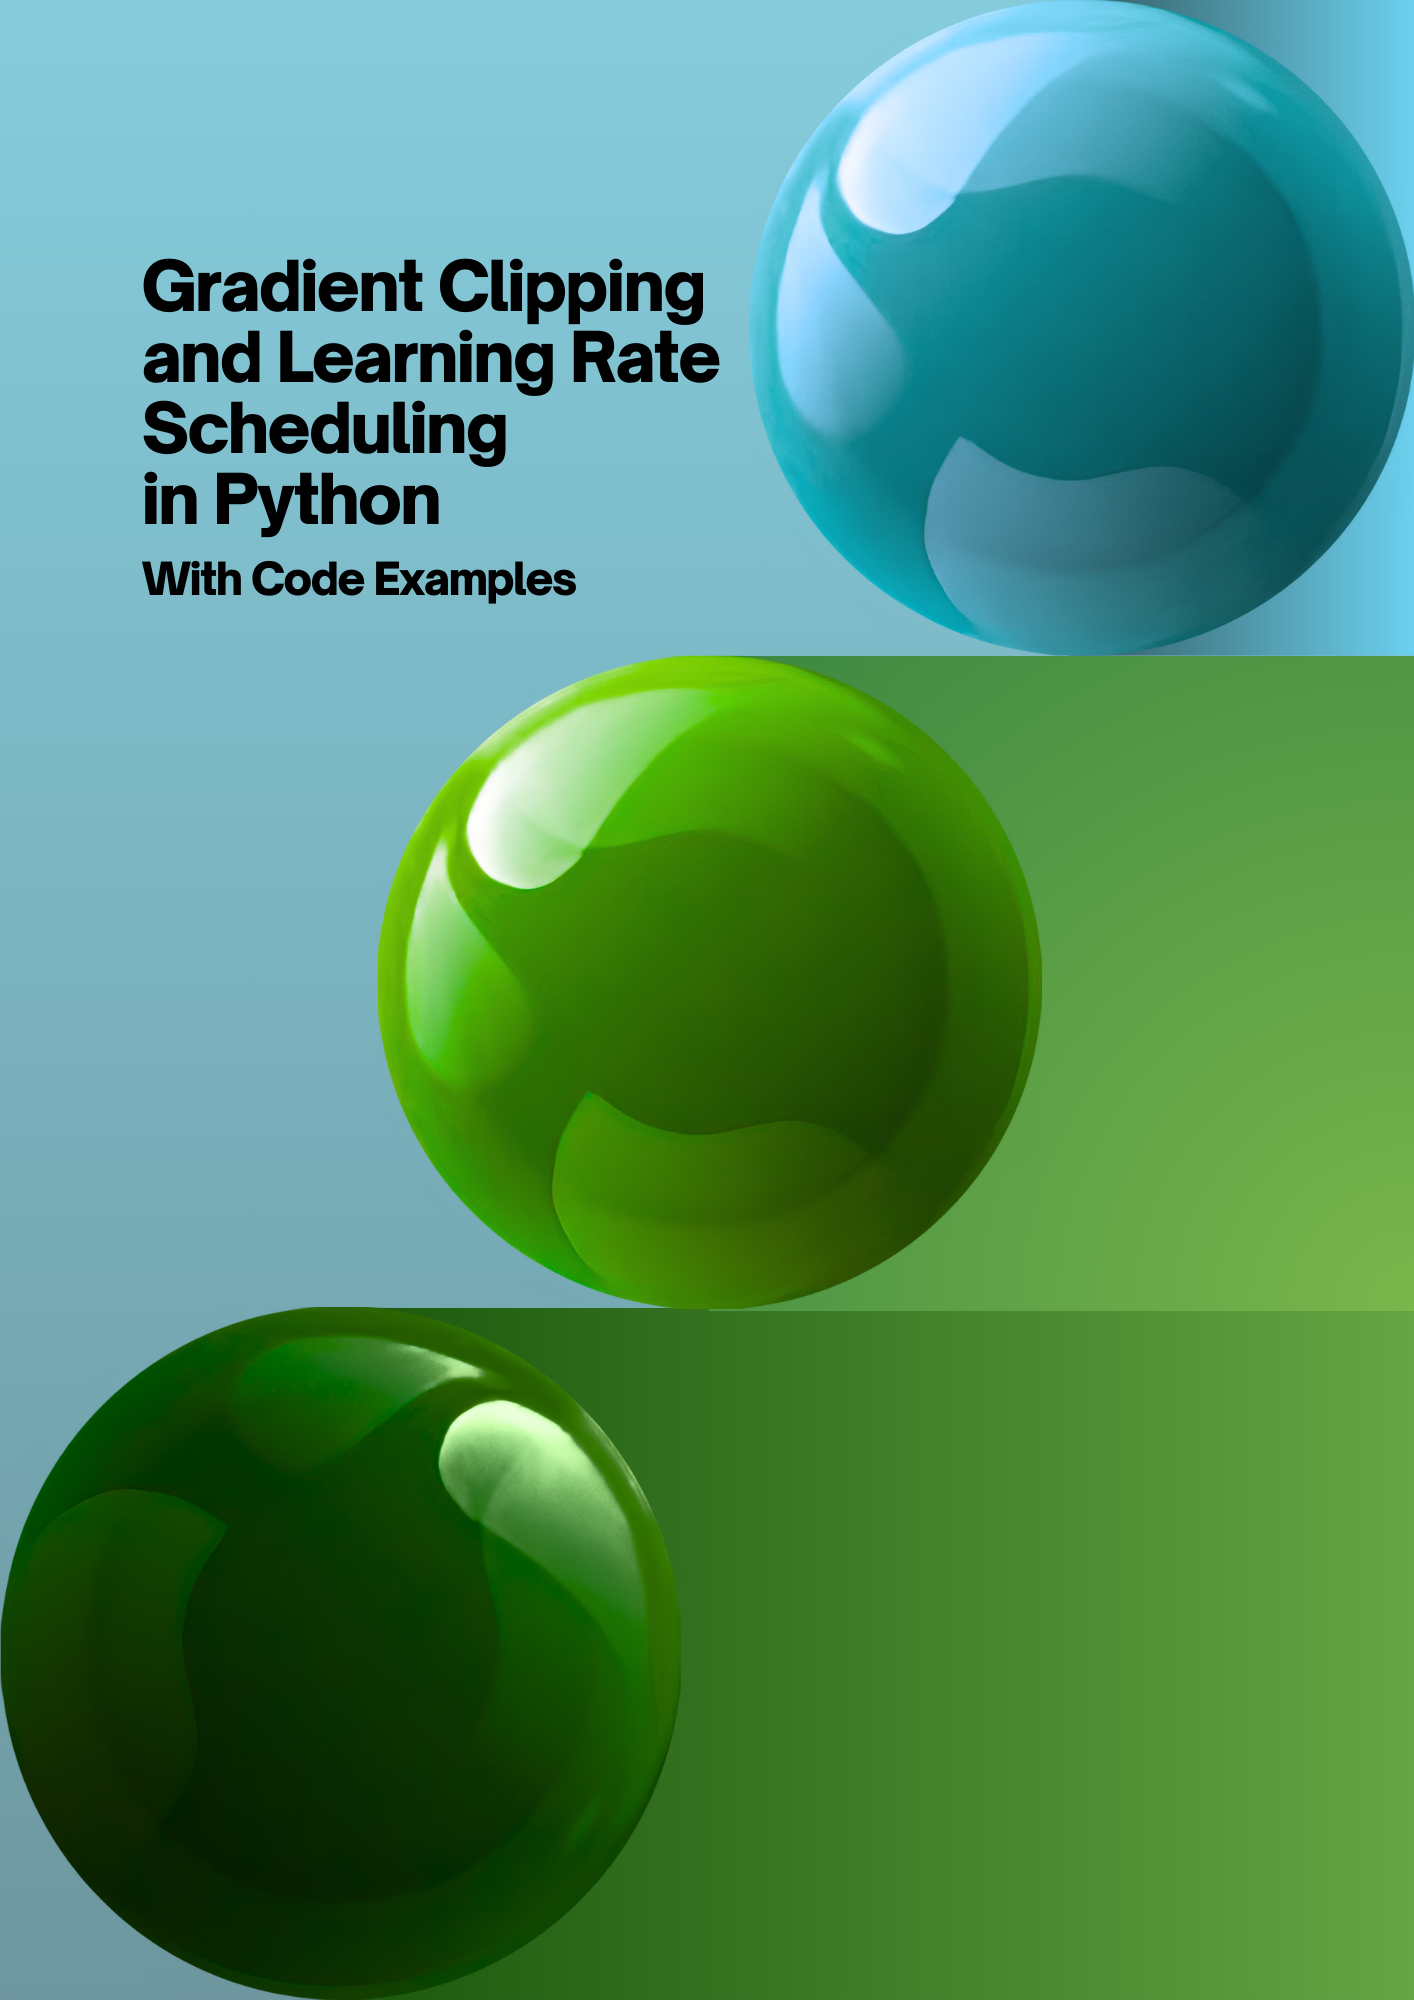 Gradient Clipping
and Learning Rate
Scheduling
in Python
With Code Examples